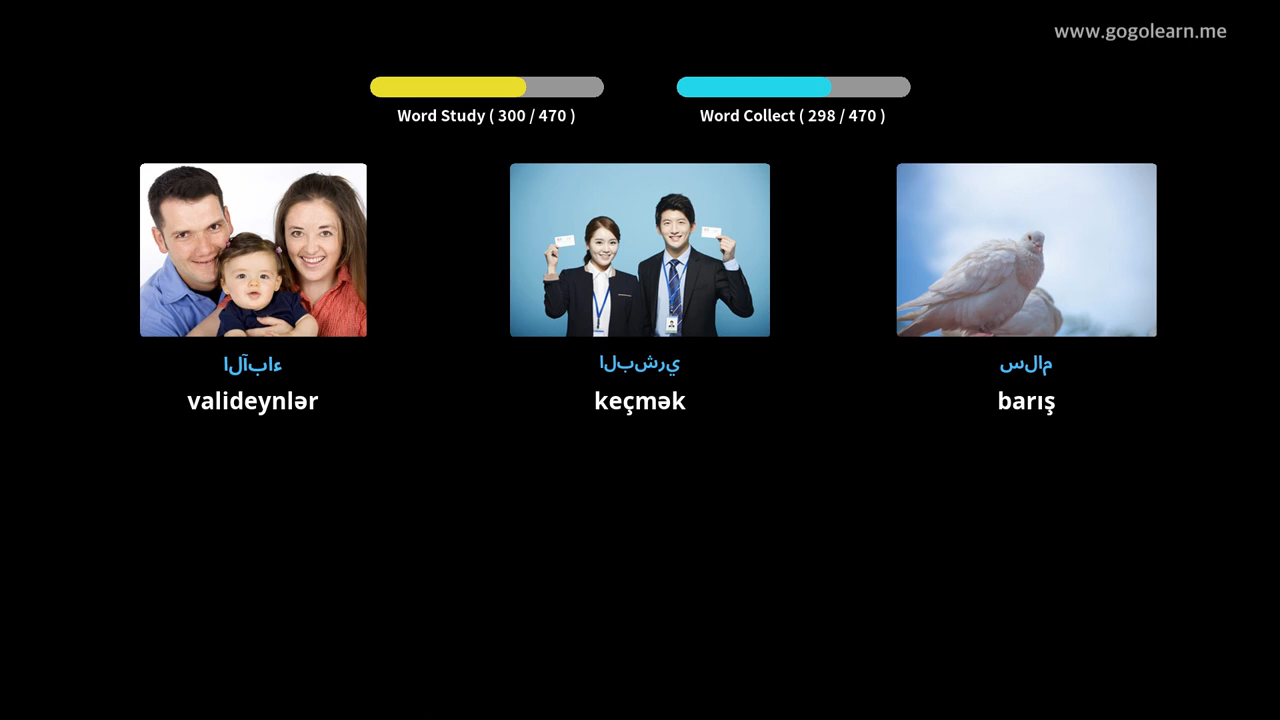 www.gogolearn.me
Word Study ( 300 / 470 )
Word Collect ( 298 / 470 )
الآباء
valideynlər
البشري
keçmək
سلام
barış